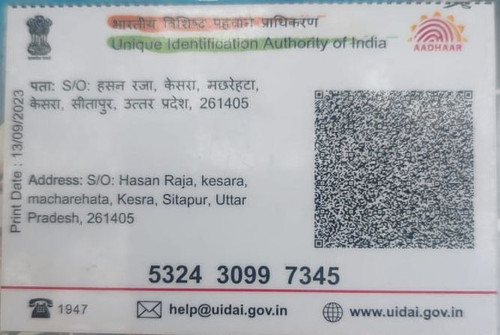 भारतीय विशिष्ट पहचान प्राधिकरण
Unique Identification Authority of India
AADHAAR
पता: S/O: हसन रजा, केसरा, मछरेहटा,
केसरा, सीतापुर, उत्तर प्रदेश, 261405
Print Date : 13/09/2023
Address: S/O: Hasan Raja, kesara,
macharehata, Kesra, Sitapur, Uttar
Pradesh, 261405
5324 3099 7345
1947
help@uidai.gov.in
www.uidai.gov.in